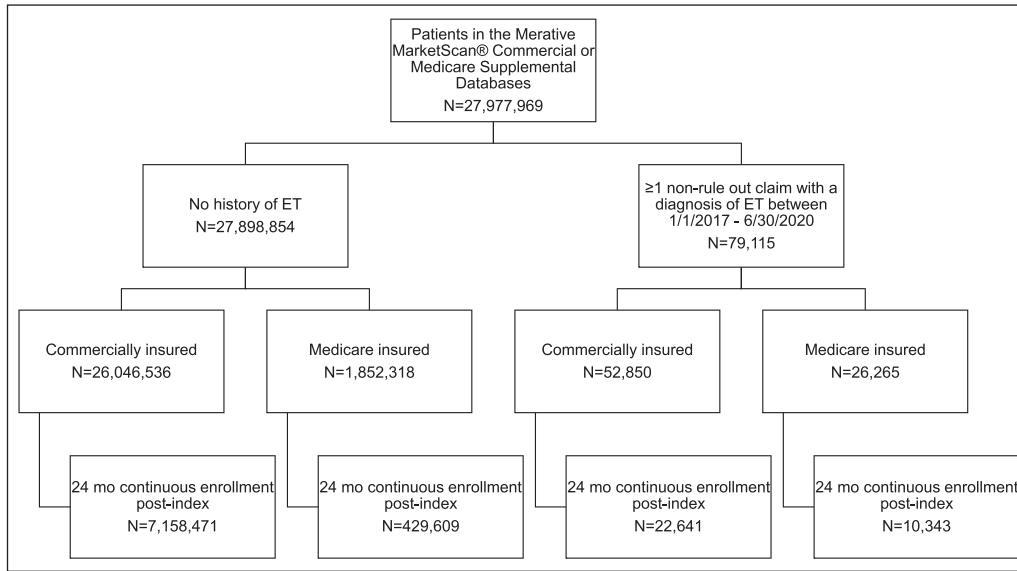 Patients in the Merative
MarketScan® Commercial or
Medicare Supplemental
Databases
N=27,977,969
No history of ET
N=27,898,854
≥1 non-rule out claim with a
diagnosis of ET between
1/1/2017 - 6/30/2020
N=79,115
Commercially insured
N=26,046,536
Medicare insured
N=1,852,318
Commercially insured
N=52,850
Medicare insured
N=26,265
24 mo continuous enrollment
post-index
N=7,158,471
24 mo continuous enrollment
post-index
N=429,609
24 mo continuous enrollment
post-index
N=22,641
24 mo continuous enrollment
post-index
N=10,343